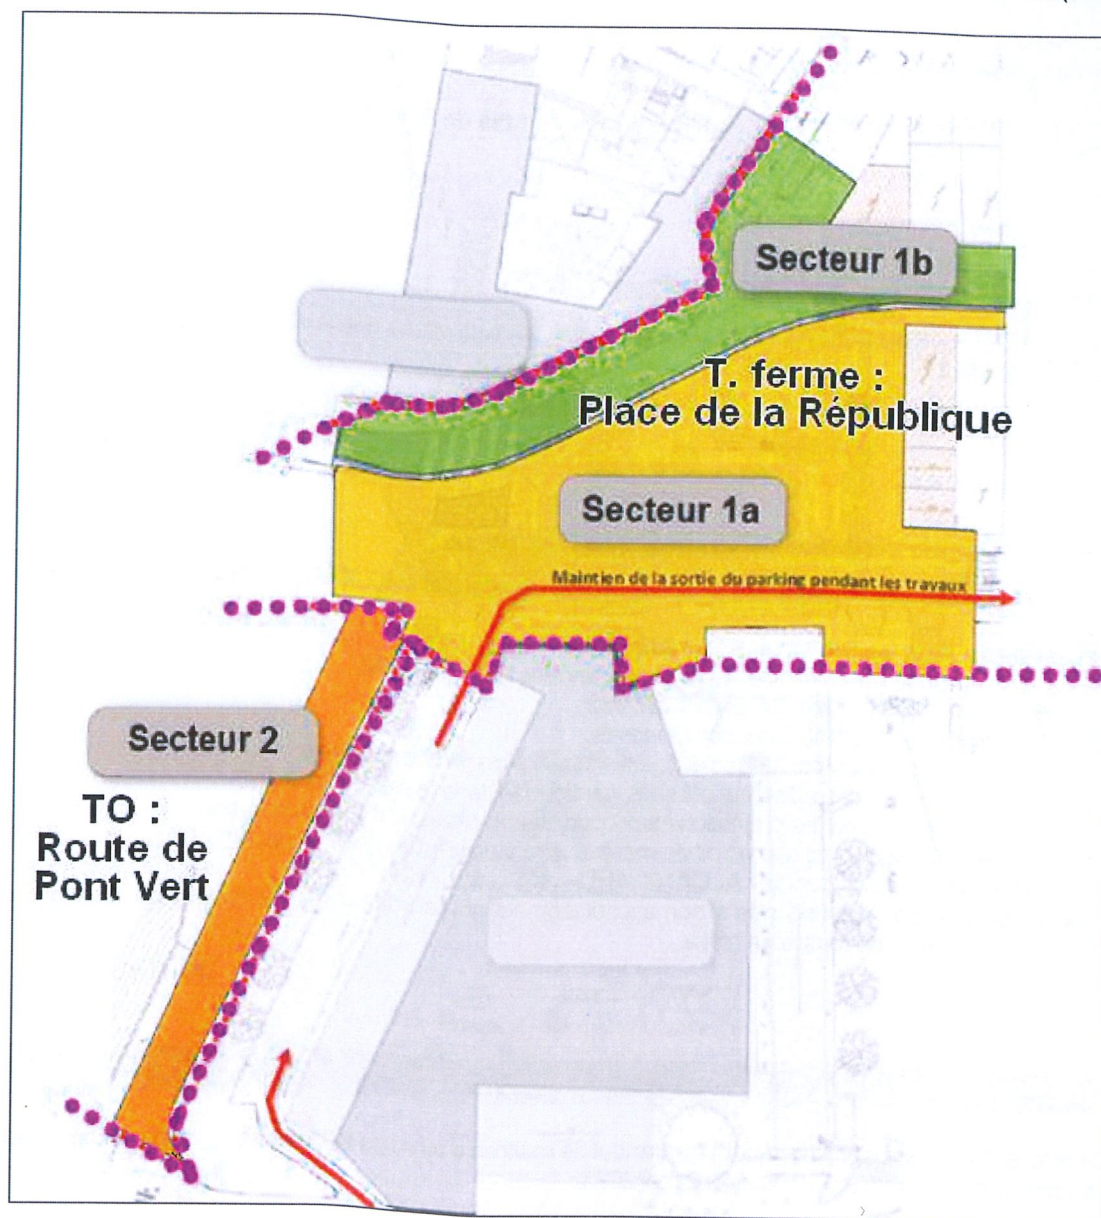 Secteur 1b
T. ferme :
Place de la République
Secteur 1a
Maintien de la sortie du parking pendant les travaux
Secteur 2
TO :
Route de
Pont Vert